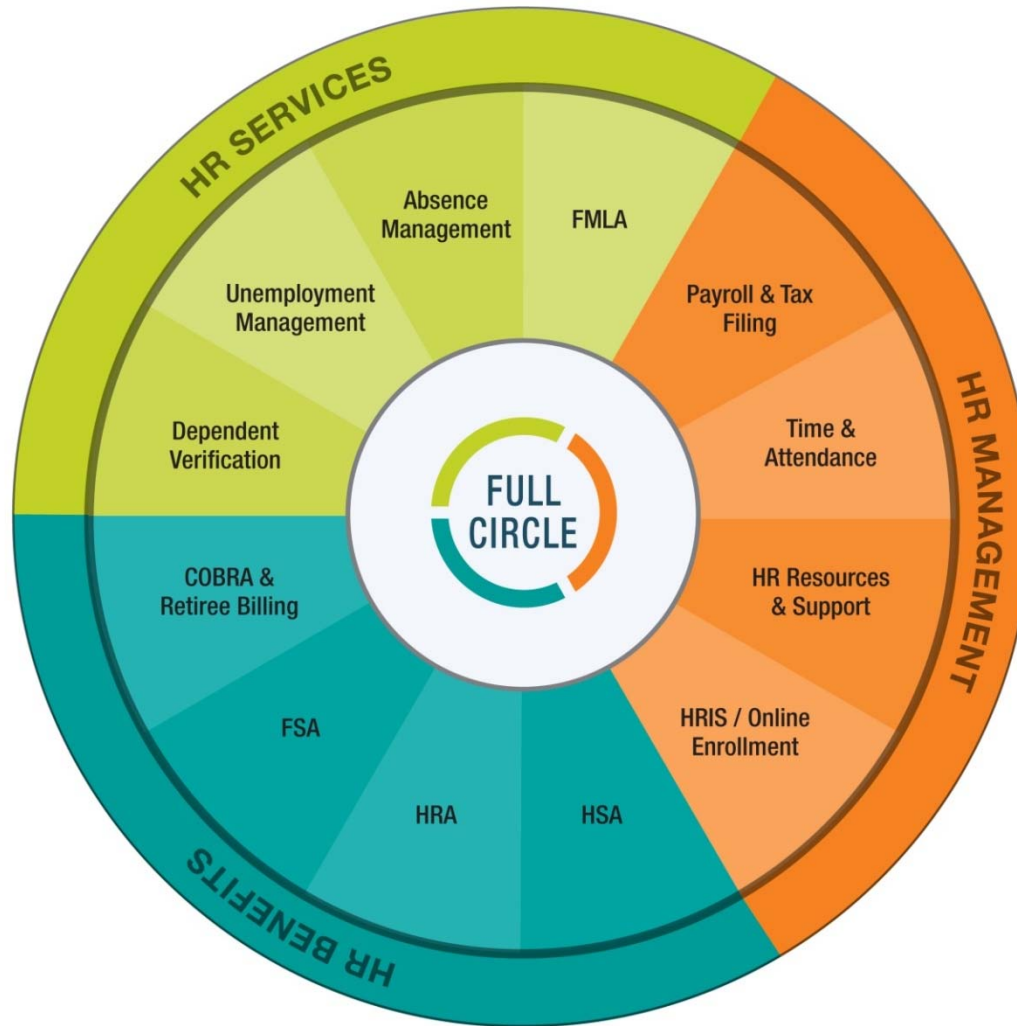 HR SERVICES
Absence
Management
FMLA
Unemployment
Management
Dependent
Verification
HR MANAGEMENT
Payroll & Tax
Filing
Time &
Attendance
HR Resources
& Support
HRIS / Online
Enrollment
FULL
CIRCLE
HR BENEFITS
COBRA &
Retiree Billing
FSA
HRA
HSA